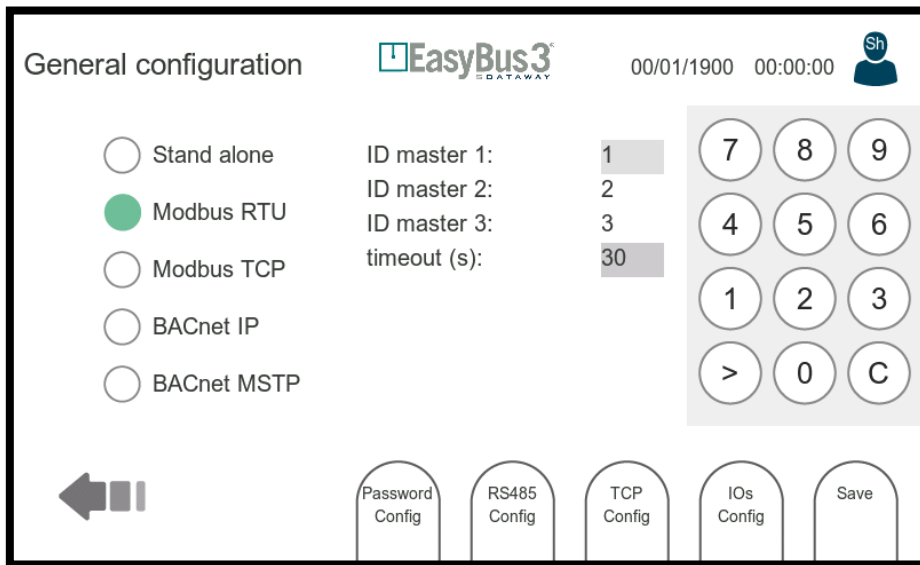 General configuration
EasyBus3
SDATAWAY
00/01/1900 00:00:00
Sh
Stand alone
Modbus RTU
Modbus TCP
BACnet IP
BACnet MSTP
ID master 1: 1
ID master 2: 2
ID master 3: 3
timeout (s): 30
7 8 9
4 5 6
1 2 3
> 0 C
Password
Config
RS485
Config
TCP
Config
IOs
Config
Save